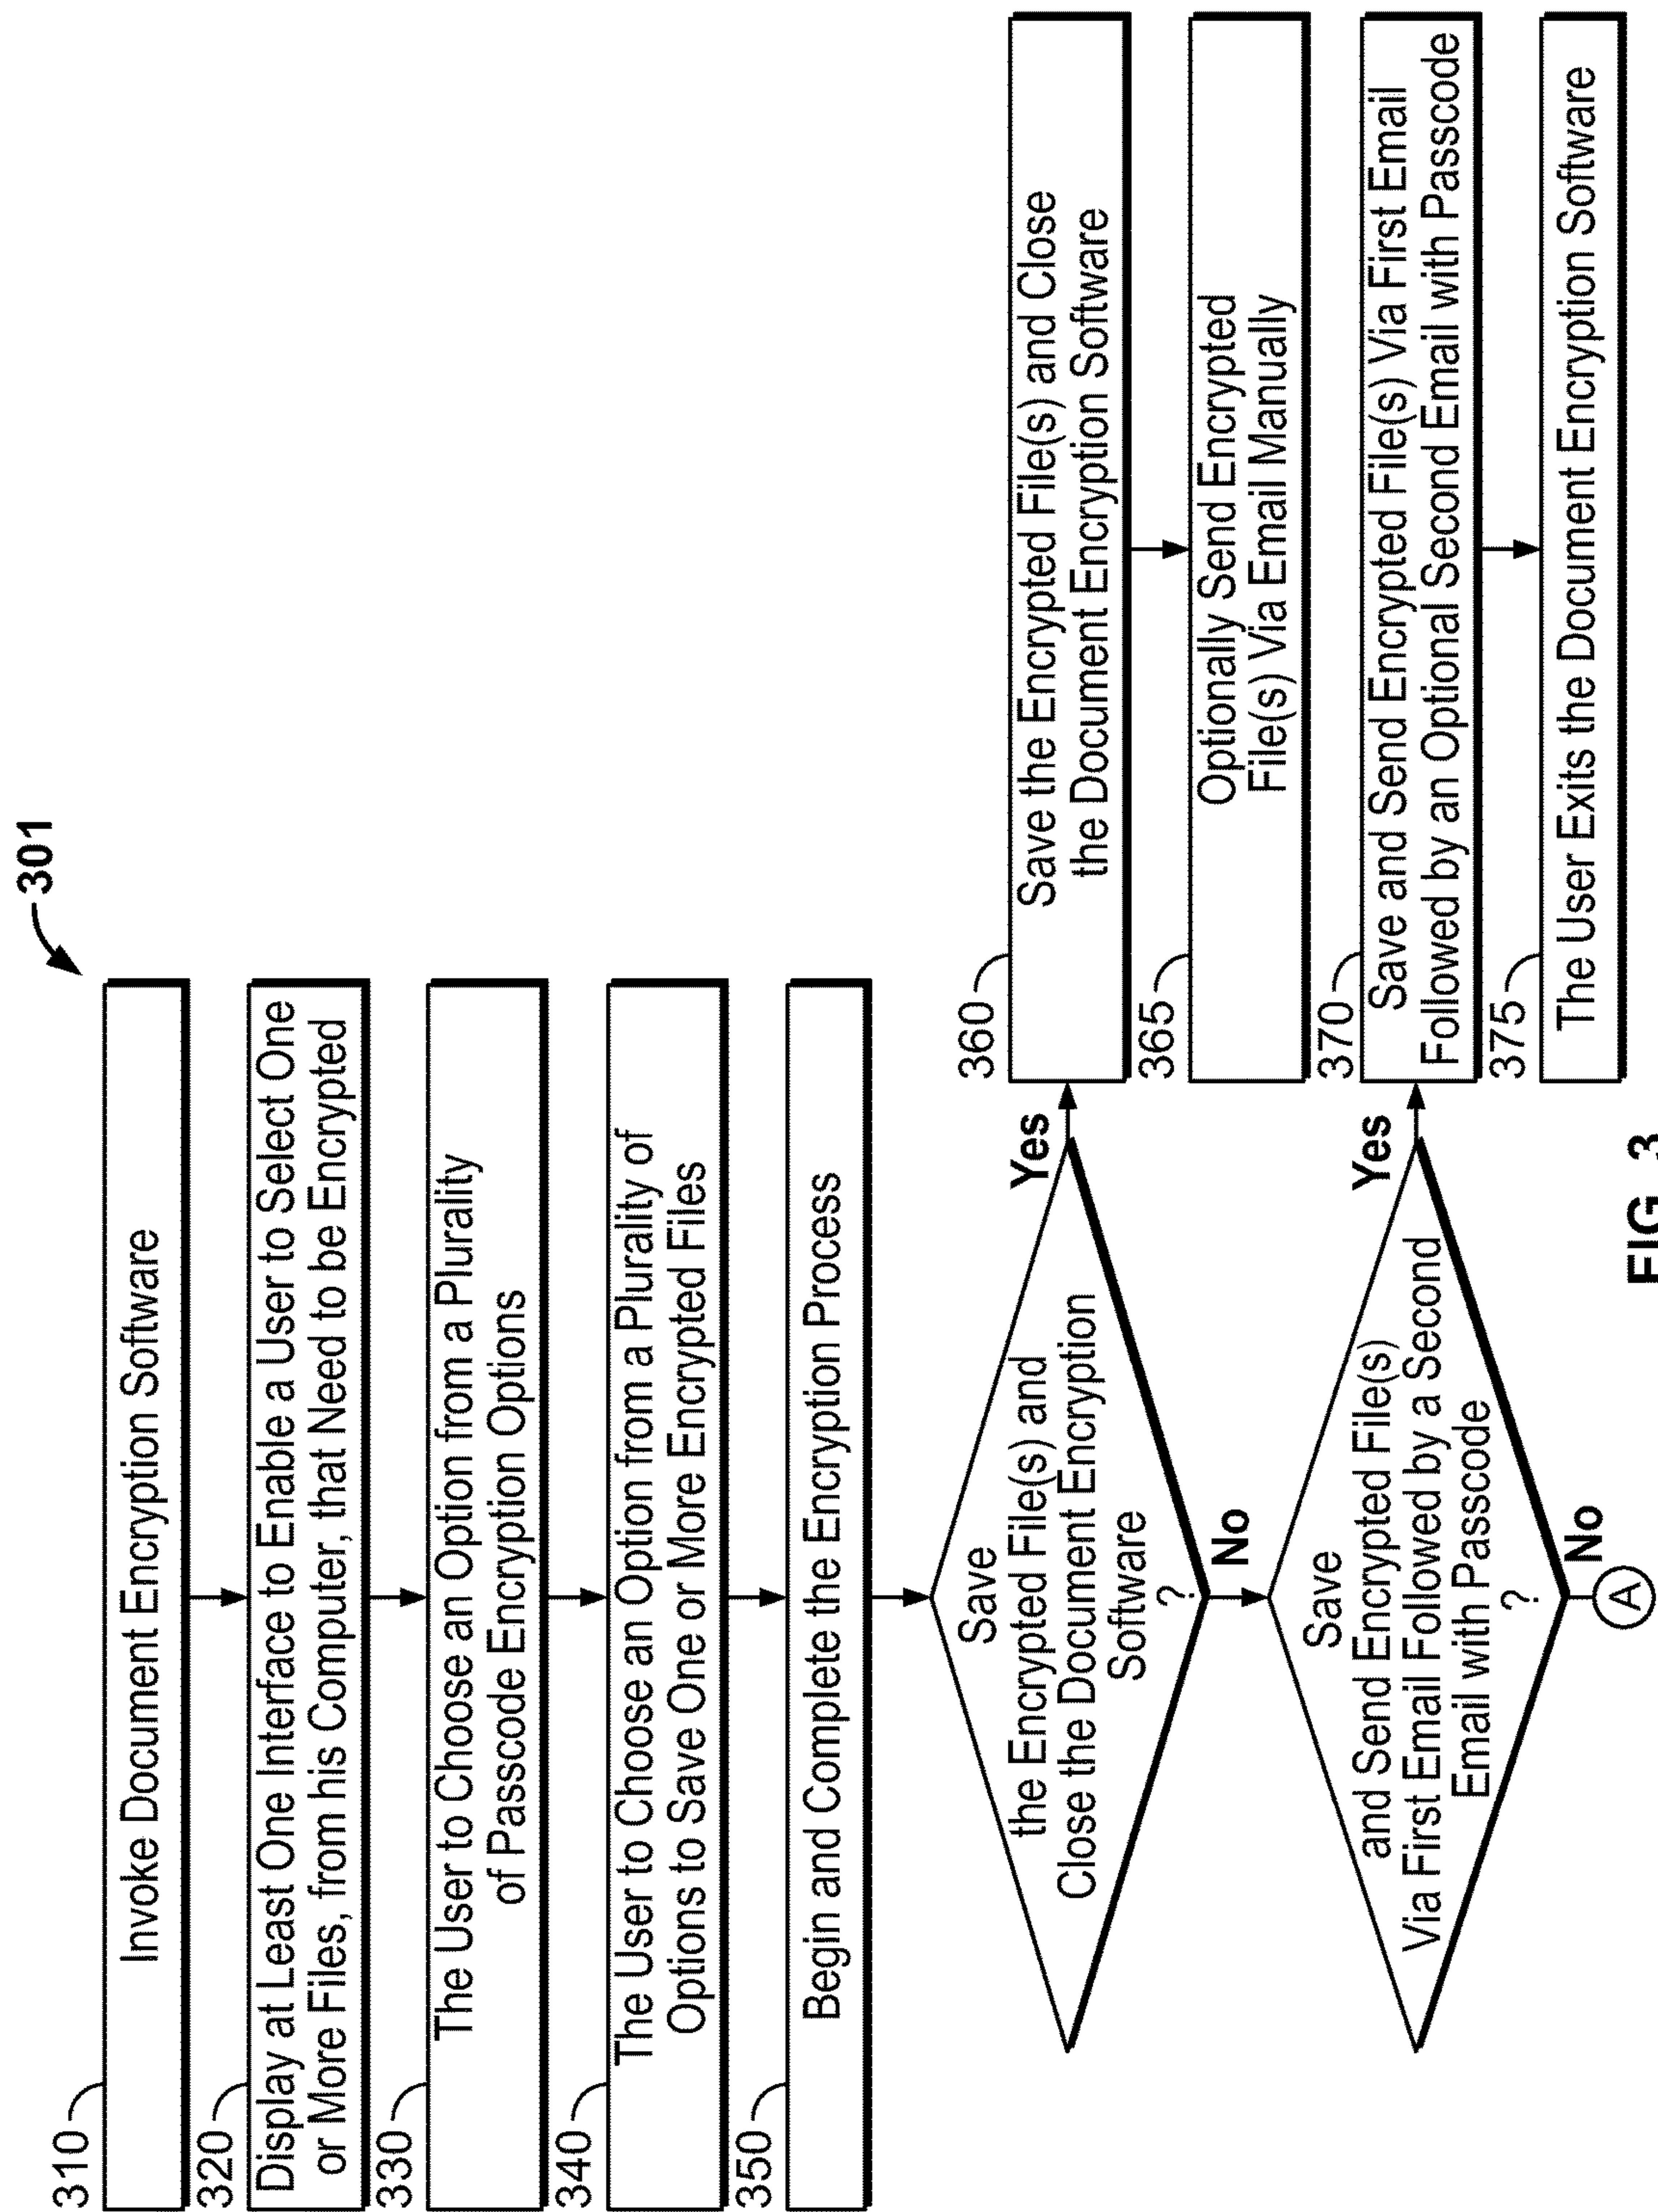 301
310
Invoke Document Encryption Software
320
Display at Least One Interface to Enable a User to Select One
or More Files, from his Computer, that Need to be Encrypted
330
The User to Choose an Option from a Plurality
of Passcode Encryption Options
340
The User to Choose an Option from a Plurality of
Options to Save One or More Encrypted Files
350
Begin and Complete the Encryption Process
Save
the Encrypted File(s) and
Close the Document Encryption
Software
?
Yes
No
360
Save the Encrypted File(s) and Close
the Document Encryption Software
365
Optionally Send Encrypted
File(s) Via Email Manually
Save
and Send Encrypted File(s)
Via First Email Followed by a Second
Email with Passcode
?
Yes
No
A
370
Save and Send Encrypted File(s) Via First Email
Followed by an Optional Second Email with Passcode
375
The User Exits the Document Encryption Software
FIG. 3